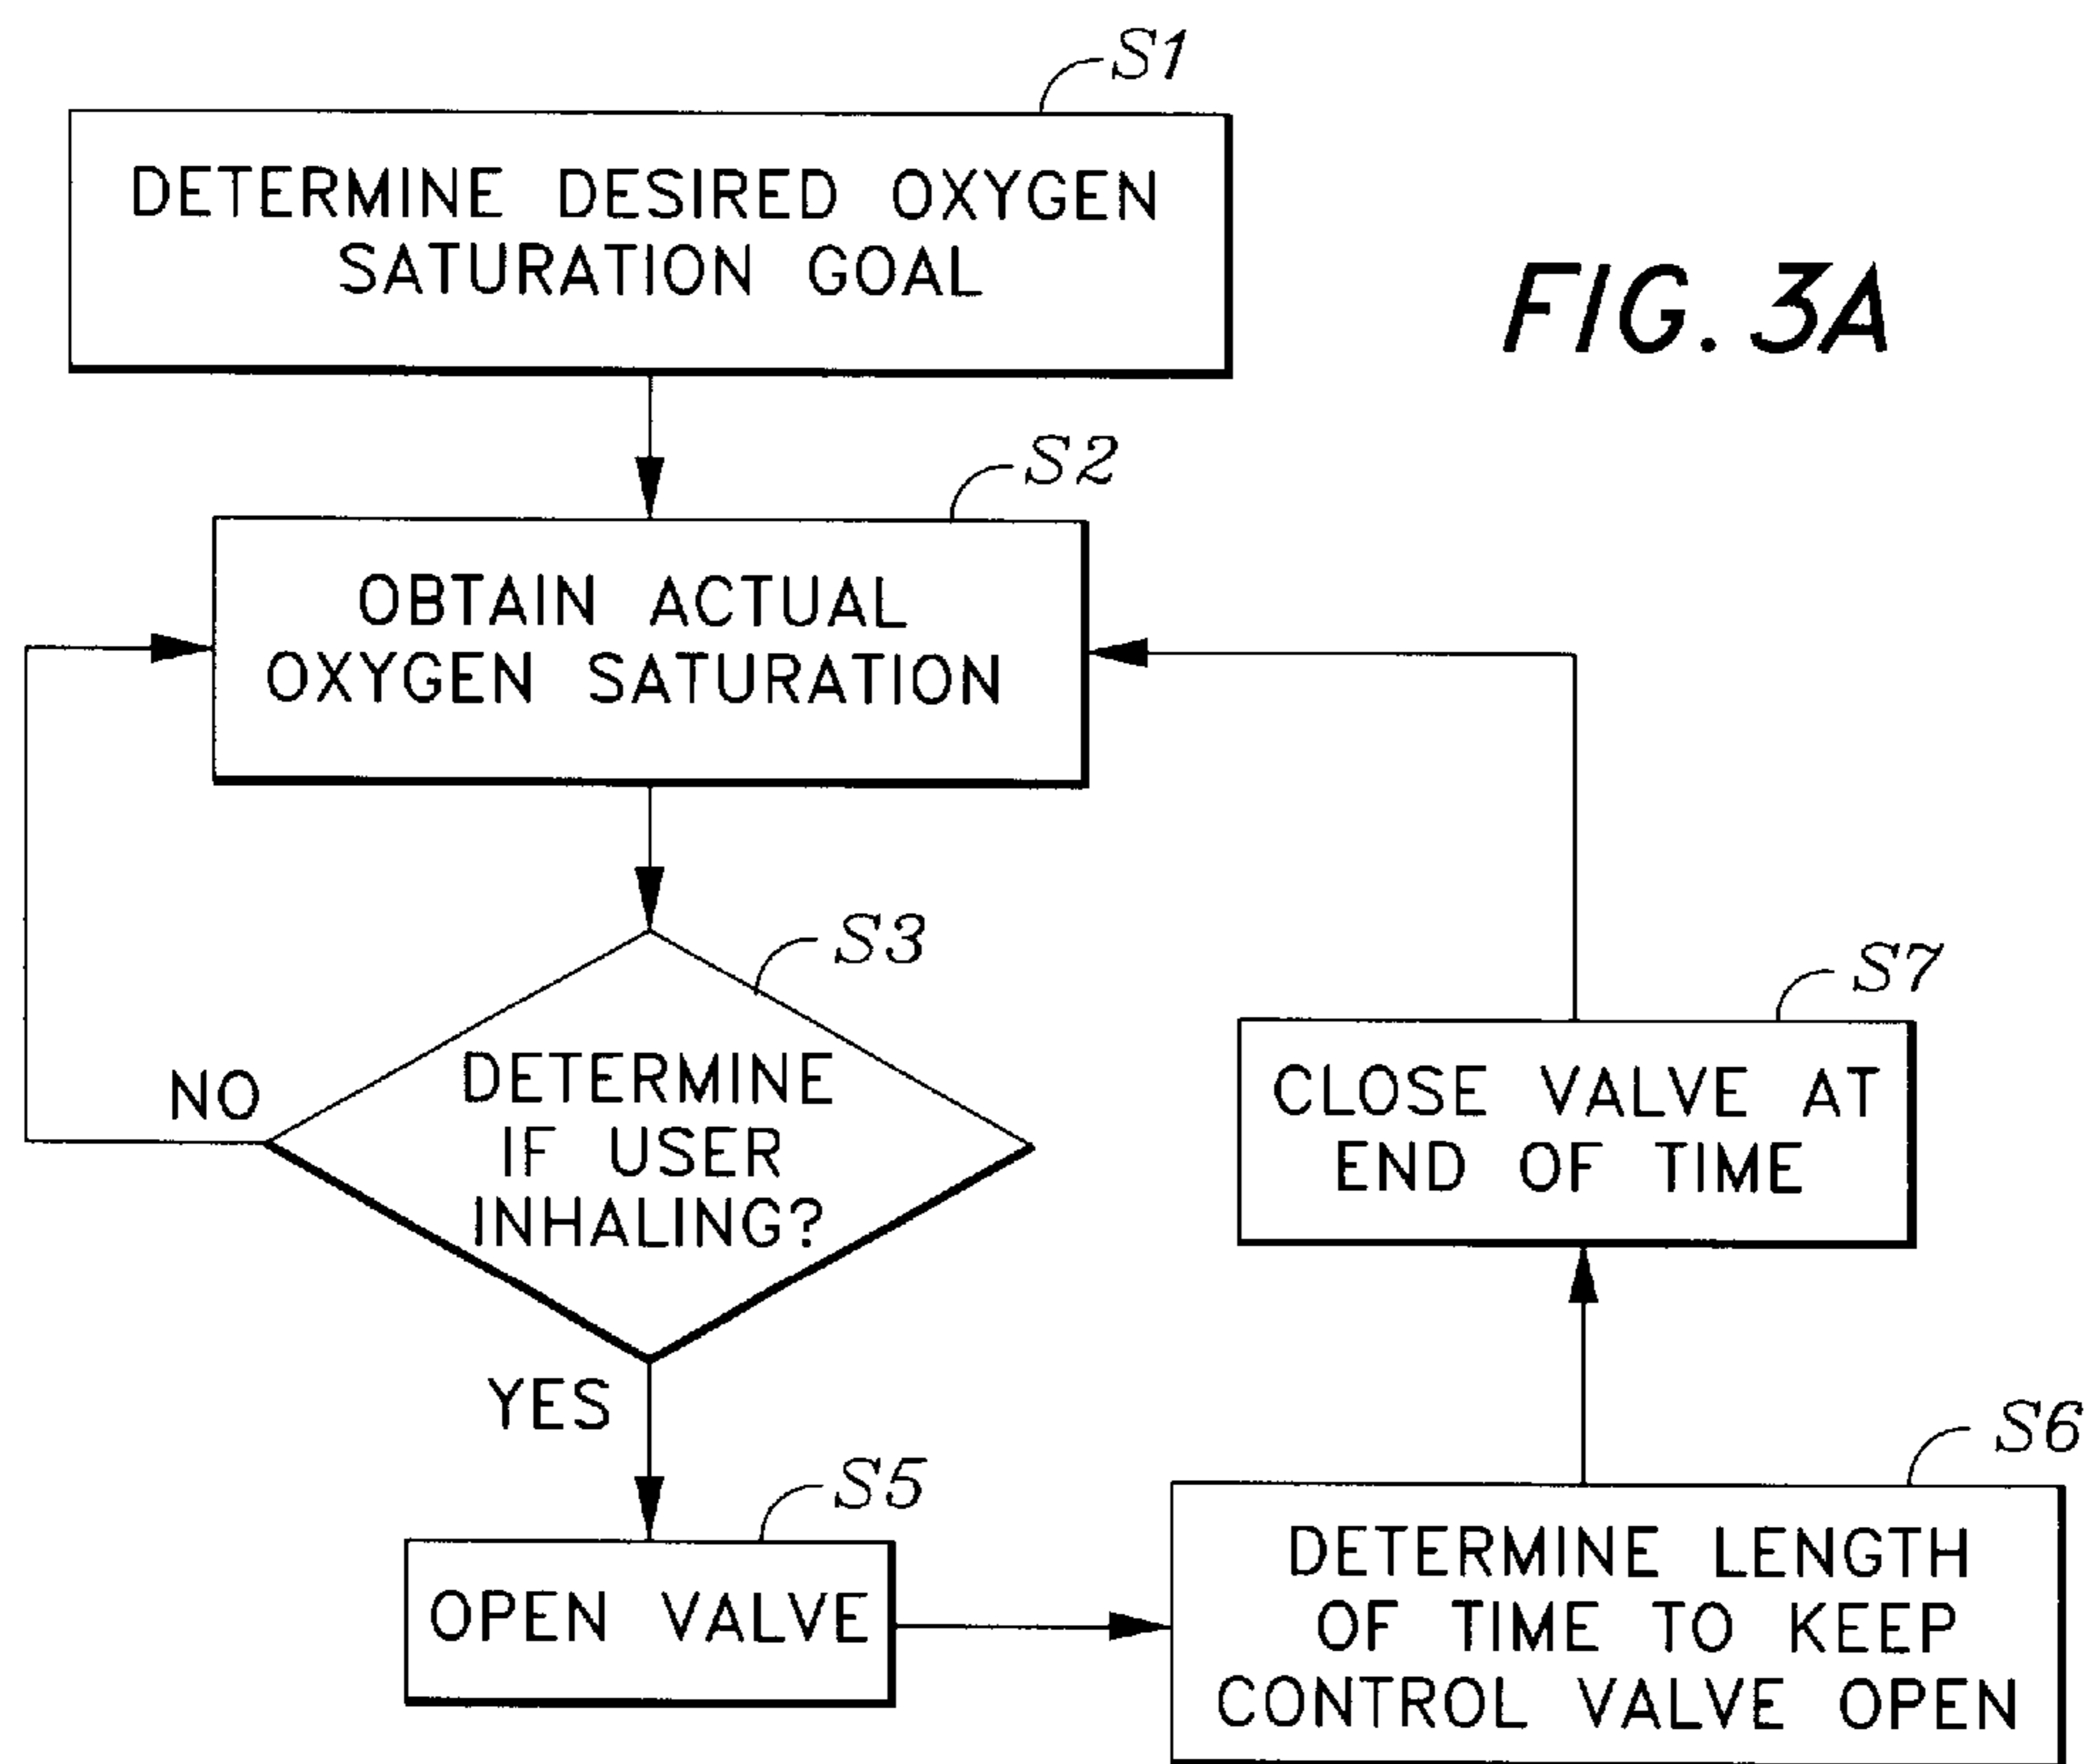 S1
DETERMINE DESIRED OXYGEN
SATURATION GOAL
FIG. 3A
S2
OBTAIN ACTUAL
OXYGEN SATURATION
S3
DETERMINE
IF USER
INHALING?
NO
YES
S5
OPEN VALVE
S6
DETERMINE LENGTH
OF TIME TO KEEP
CONTROL VALVE OPEN
S7
CLOSE VALVE AT
END OF TIME